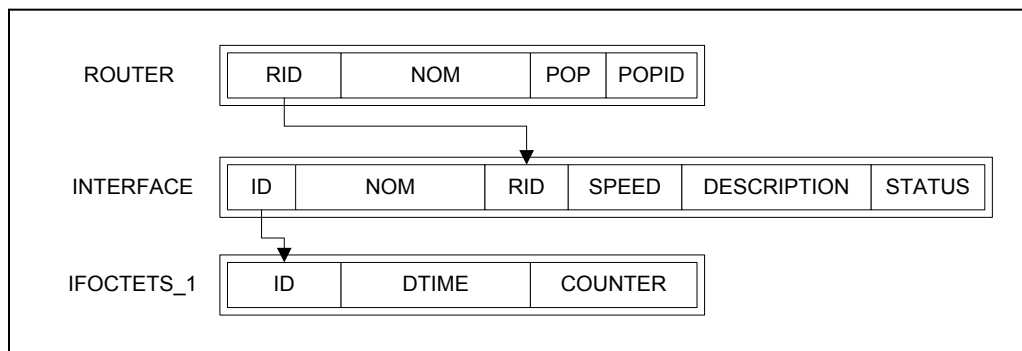 ROUTER RID NOM POP POPID
INTERFACE ID NOM RID SPEED DESCRIPTION STATUS
IFOCTETS_1 ID DTIME COUNTER